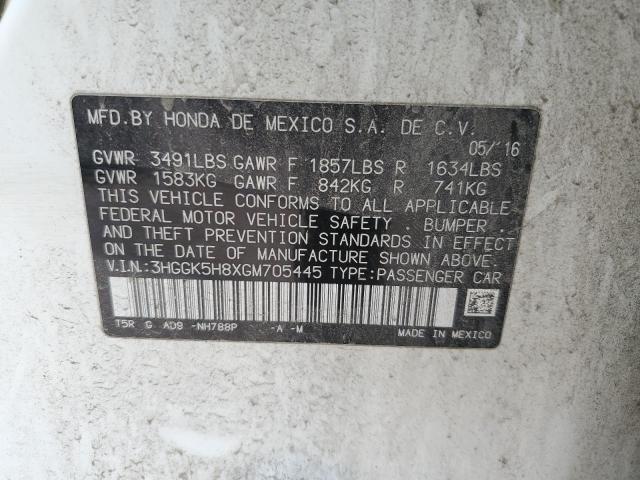 MFD.BY HONDA DE MEXICO S.A. DE C.V.
05/'16
GVWR 3491LBS GAWR F 1857LBS R 1634LBS
GVWR 1583KG GAWR F 842KG R 741KG
THIS VEHICLE CONFORMS TO ALL APPLICABLE
FEDERAL MOTOR VEHICLE SAFETY . BUMPER .
AND THEFT PREVENTION STANDARDS IN EFFECT
ON THE DATE OF MANUFACTURE SHOWN ABOVE.
V.I.N.:3HGGK5H8XGM705445 TYPE:PASSENGER CAR
T5R G AD9 -NH788P -A -M MADE IN MEXICO